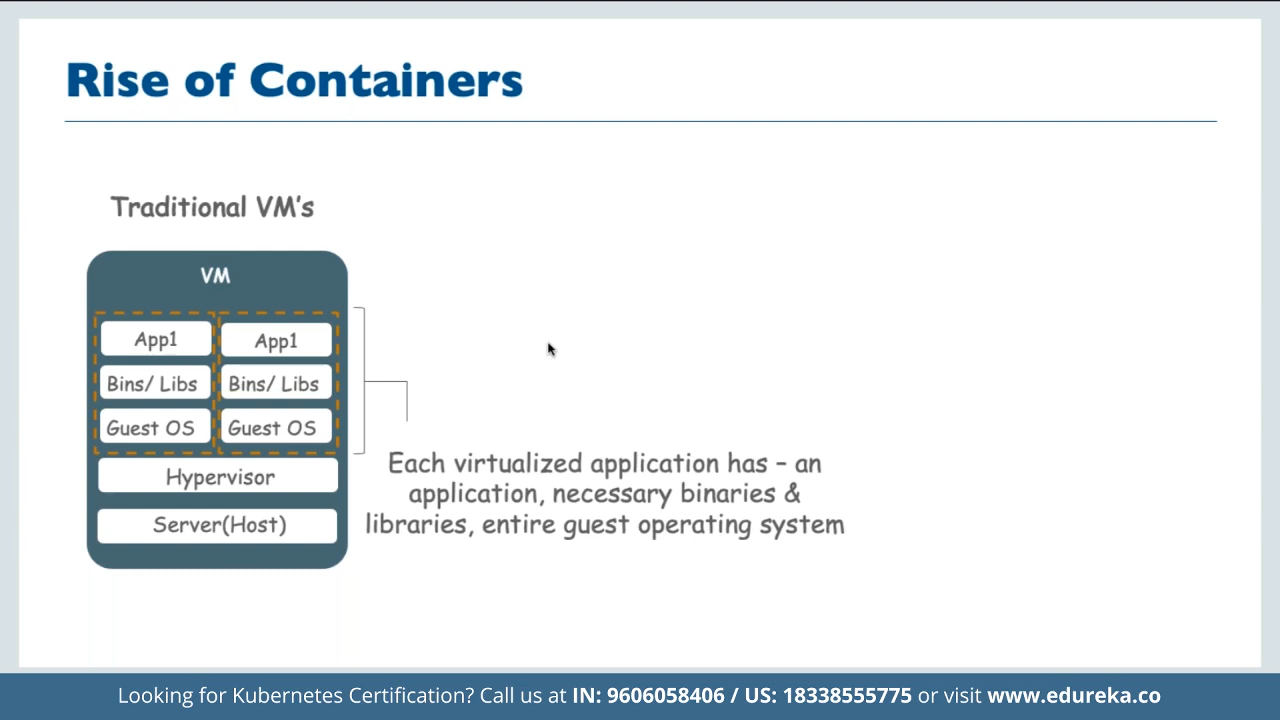 Rise of Containers
Traditional VM's
VM
App1 App1
Bins/ Libs Bins/ Libs
Guest OS Guest OS
Hypervisor
Server(Host)
Each virtualized application has – an
application, necessary binaries &
libraries, entire guest operating system
Looking for Kubernetes Certification? Call us at IN: 9606058406 / US: 18338555775 or visit www.edureka.co